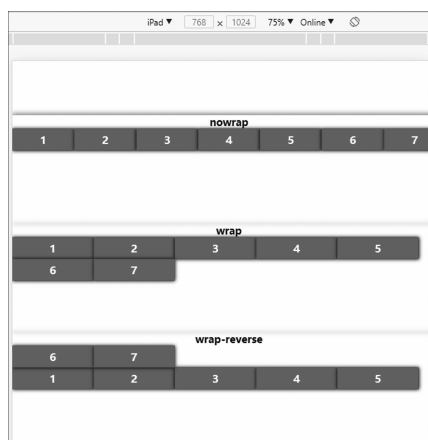 iPad ▼ 768 x 1024 75% ▼ Online ▼
nowrap
1 2 3 4 5 6 7
wrap
1 2 3 4 5
6 7
wrap-reverse
6 7
1 2 3 4 5